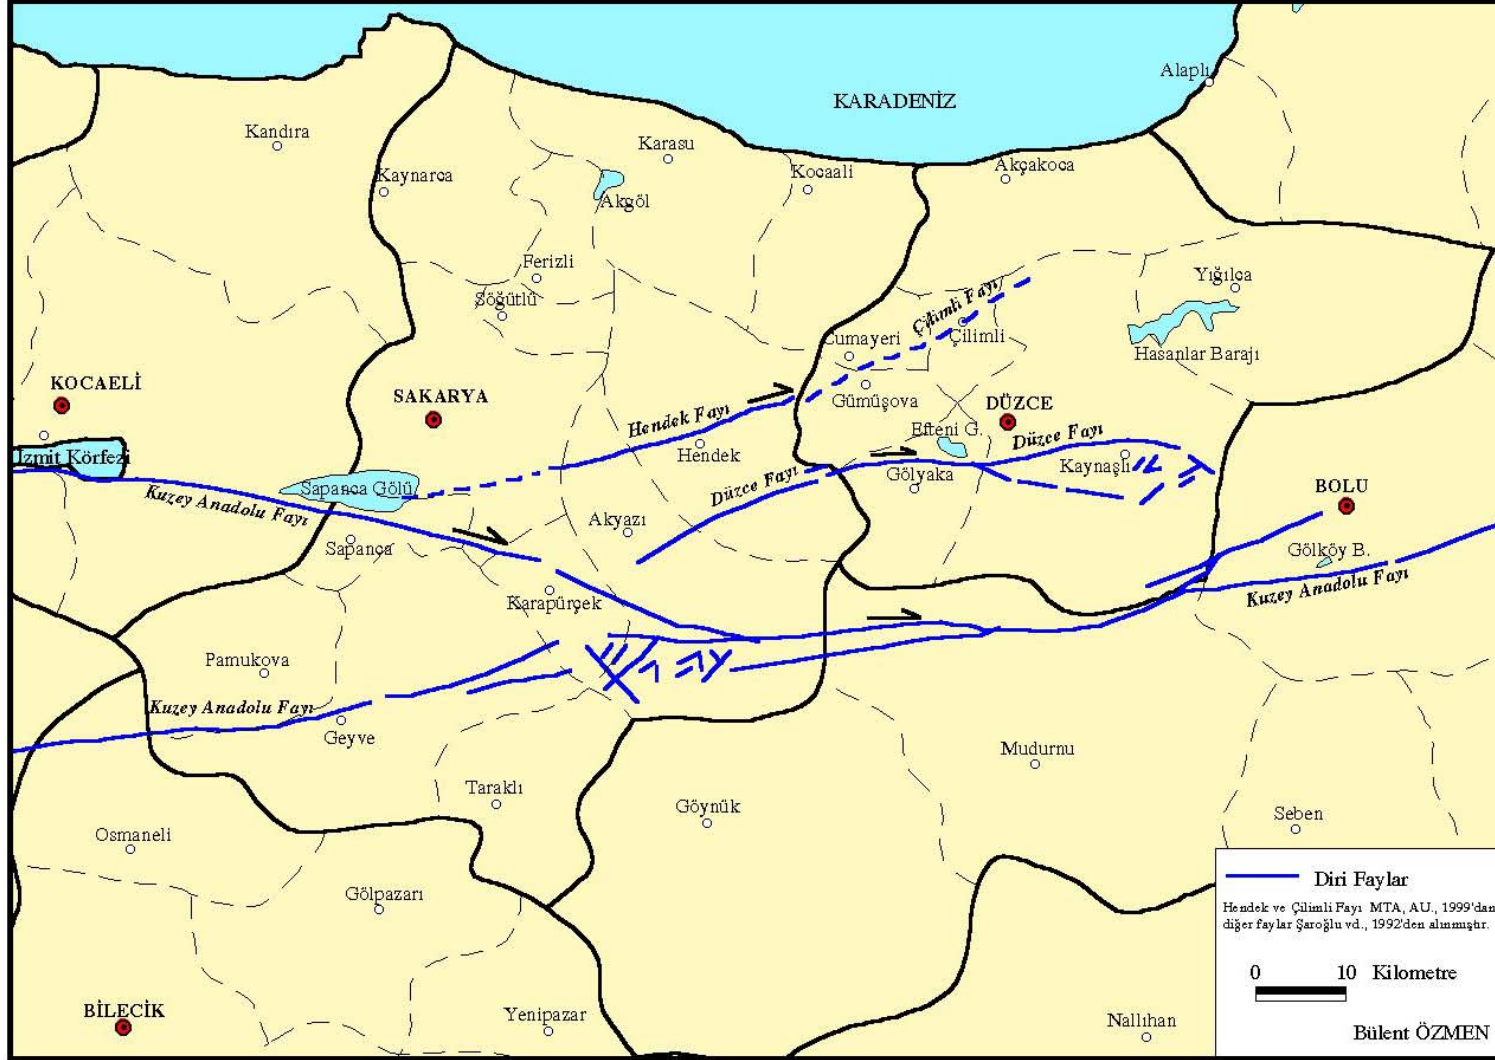 KARADENİZ
Alaplı
Kandıra
Karasu
Kaynarca
Kocaali
Akçakoca
Akgöl
Ferizli
Söğütlü
Yığılca
Çilimli Fayı
Cumayeri
Çilimli
Hasanlar Barajı
KOCAELİ
SAKARYA
Gümüşova
DÜZCE
Hendek Fayı
Efteni G.
Düzce Fayı
Hendek
İzmit Körfezi
Kaynaşlı
Gölyaka
Düzce Fayı
Sapanca Gölü
Kuzey Anadolu Fayı
BOLU
Akyazı
Sapanca
Gölköy B.
Kuzey Anadolu Fayı
Karapürçek
Pamukova
Kuzey Anadolu Fayı
Geyve
Mudurnu
Taraklı
Göynük
Seben
Osmaneli
Gölpazarı
Diri Faylar
Hendek ve Çilimli Fayı MTA, AU., 1999'dan
diğer faylar Şaroğlu vd., 1992'den alınmıştır.
0 10 Kilometre
BİLECİK
Yenipazar
Nallıhan
Bülent ÖZMEN